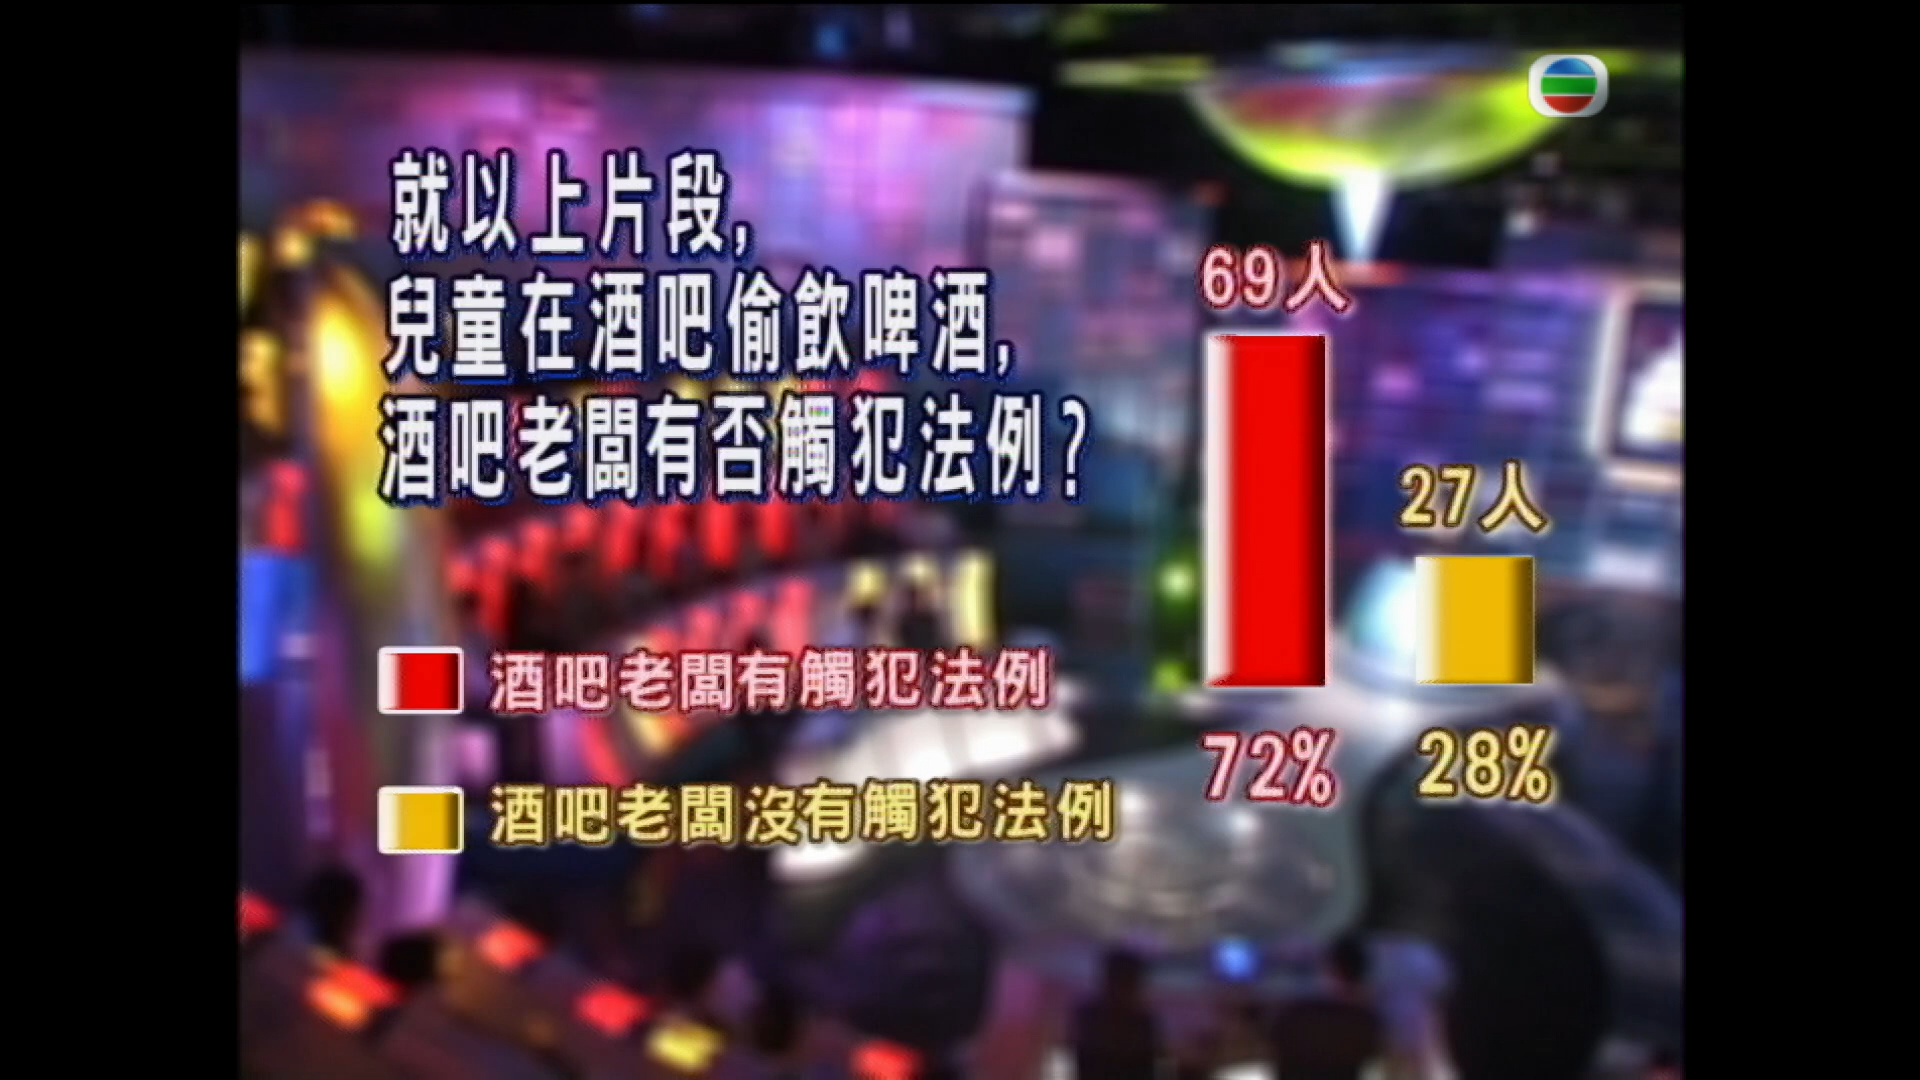 就以上片段,
兒童在酒吧偷飲啤酒,
酒吧老闆有否觸犯法例?
69人
27人
酒吧老闆有觸犯法例
72%
28%
酒吧老闆沒有觸犯法例